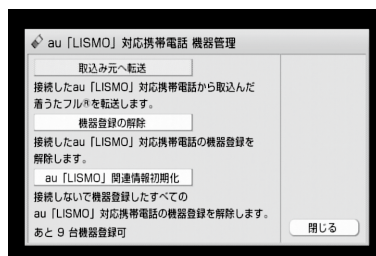 au「LISMO」対応携帯電話 機器管理
取込み元へ転送
接続したau「LISMO」対応携帯電話から取込んだ
着うたフル®を転送します。
機器登録の解除
接続したau「LISMO」対応携帯電話の機器登録を
解除します。
au「LISMO」関連情報初期化
接続しないで機器登録したすべての
au「LISMO」対応携帯電話の機器登録を解除します。
あと 9 台機器登録可
閉じる